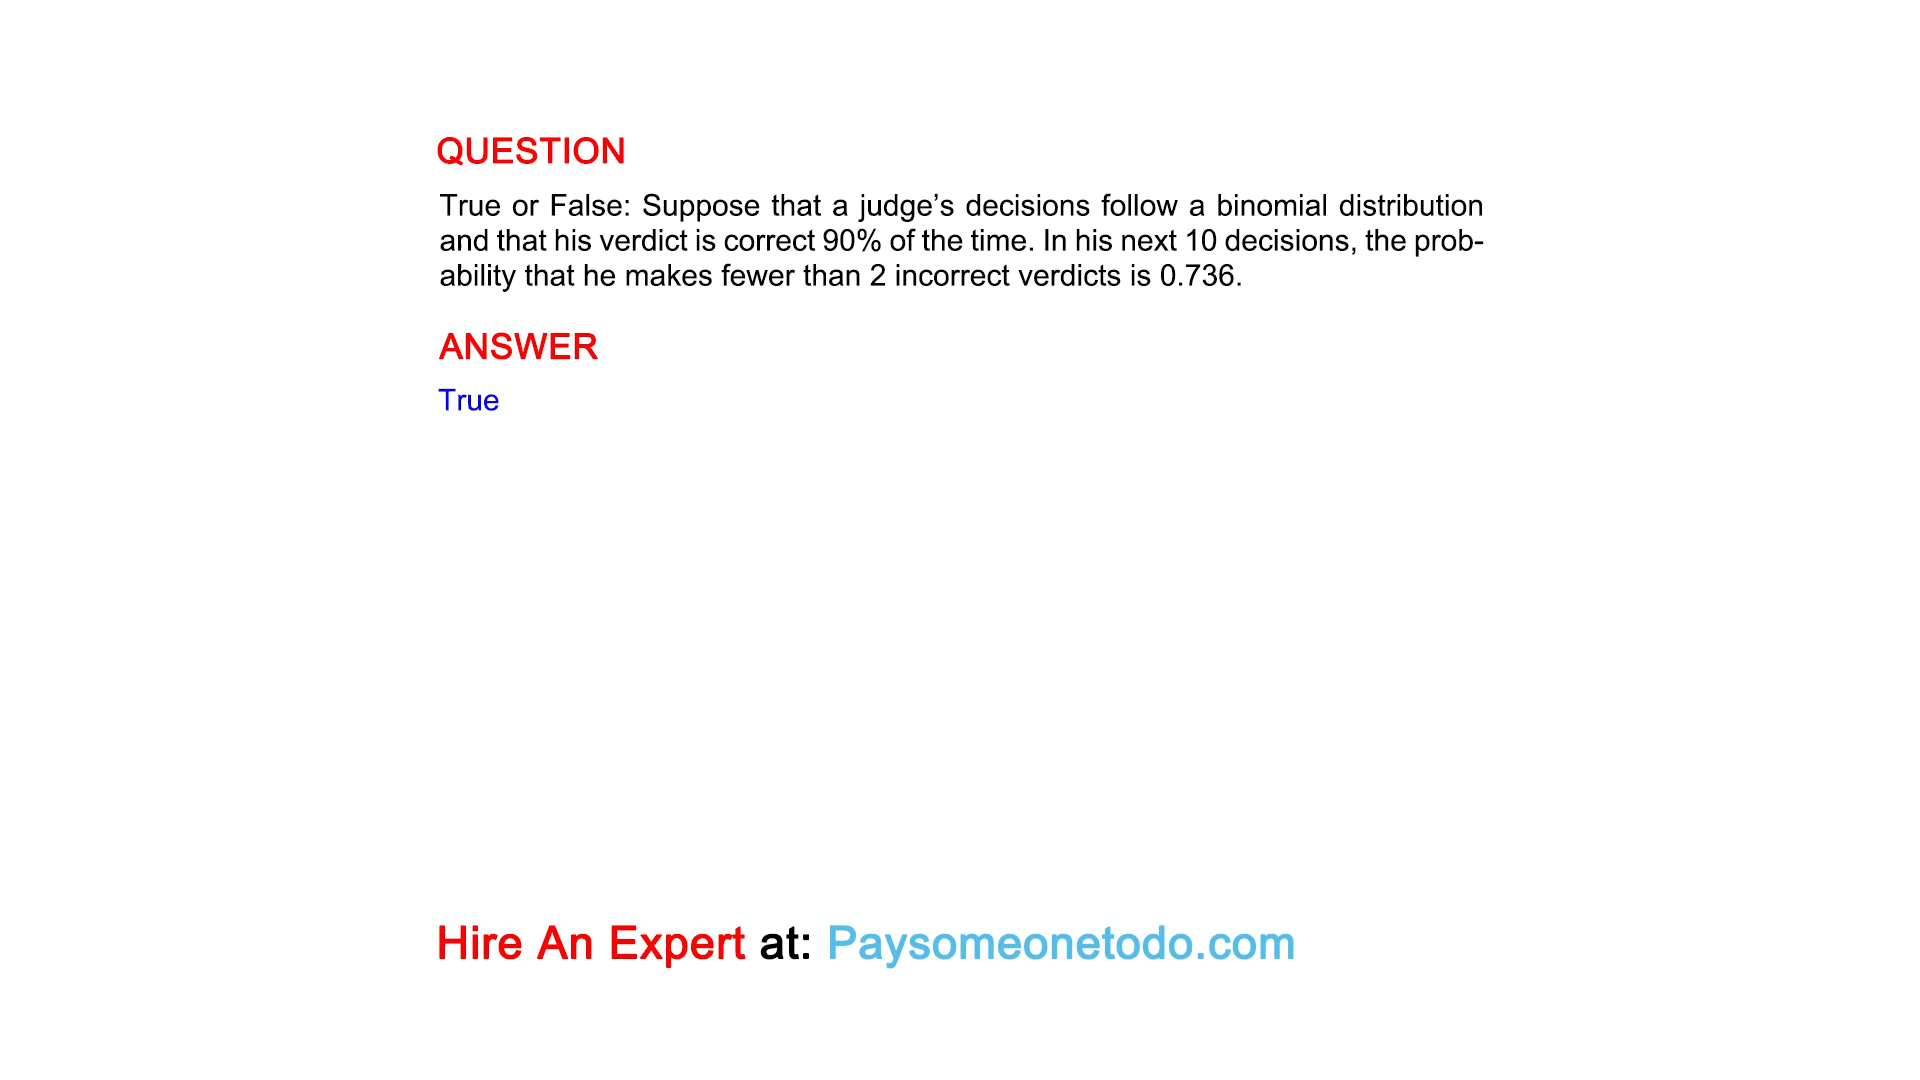 QUESTION
True or False: Suppose that a judge’s decisions follow a binomial distribution
and that his verdict is correct 90% of the time. In his next 10 decisions, the prob-
ability that he makes fewer than 2 incorrect verdicts is 0.736.
ANSWER
True
Hire An Expert at: Paysomeonetodo.com